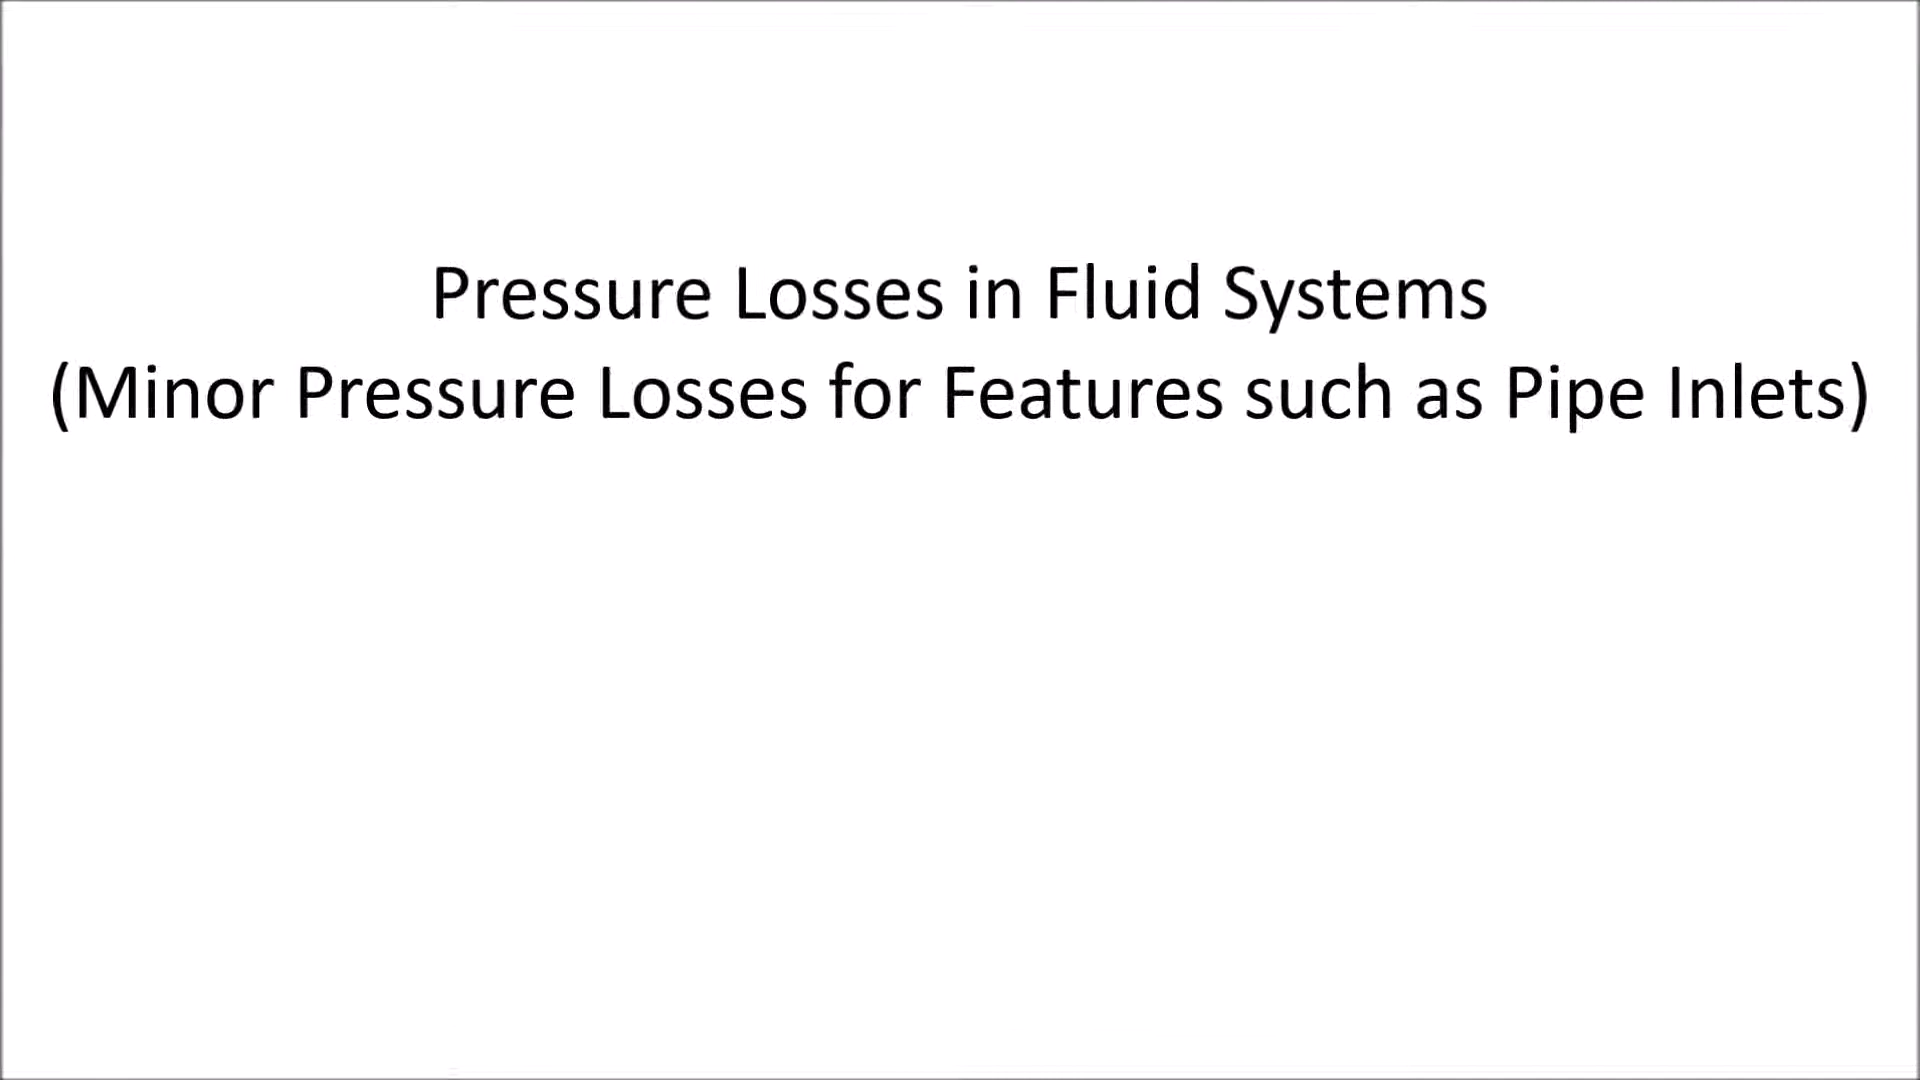 Pressure Losses in Fluid Systems
(Minor Pressure Losses for Features such as Pipe Inlets)